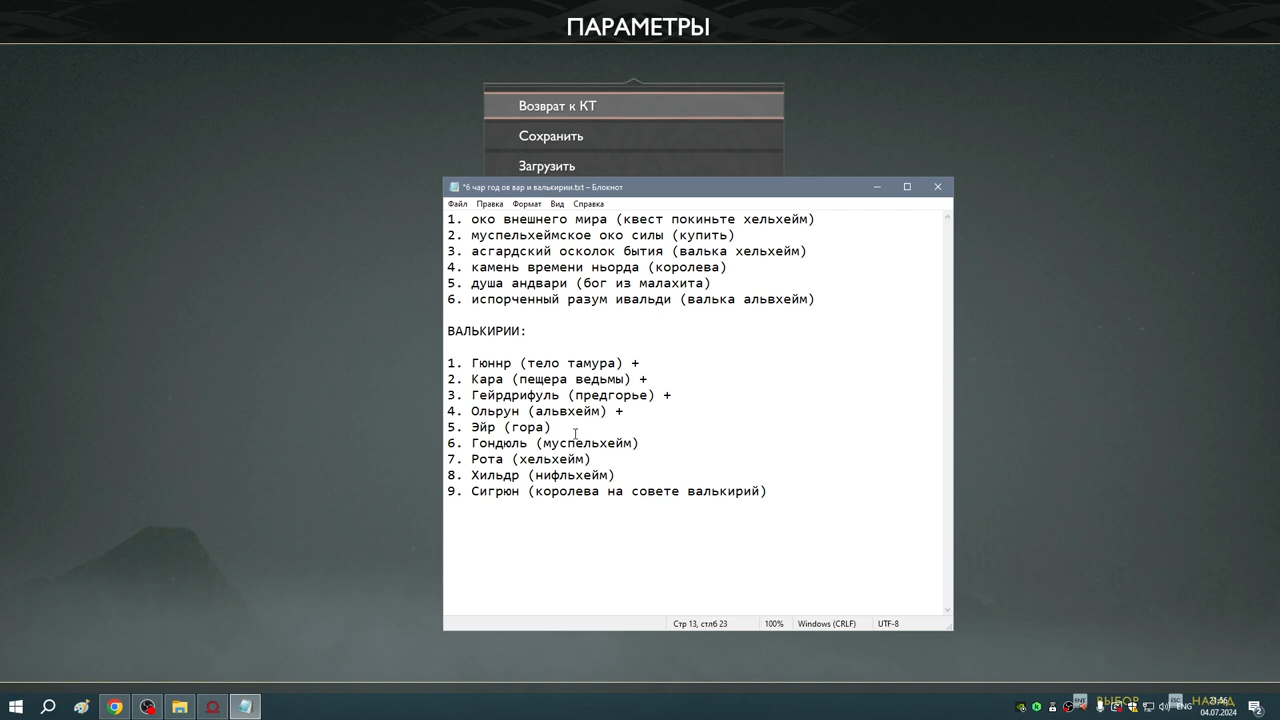 ПАРАМЕТРЫ
Возврат к КТ
Сохранить
Загрузить
*6 чар год ов вар и валькирии.txt – Блокнот
Файл Правка Формат Вид Справка
1. око внешнего мира (квест покиньте хельхейм)
2. муспельхеймское око силы (купить)
3. асгардский осколок бытия (валька хельхейм)
4. камень времени ньорда (королева)
5. душа андвари (бог из малахита)
6. испорченный разум ивальди (валька альвхейм)
ВАЛЬКИРИИ:
1. Гюннр (тело тамура) +
2. Кара (пещера ведьмы) +
3. Гейрдрифуль (предгорье) +
4. Ольрун (альвхейм) +
5. Эйр (гора)
6. Гондюль (муспельхейм)
7. Рота (хельхейм)
8. Хильдр (нифльхейм)
9. Сигрюн (королева на совете валькирий)
Стр 13, стлб 23 100% Windows (CRLF) UTF-8
ВЫБОР НАЗАД
ENG 21:56
04.07.2024
2